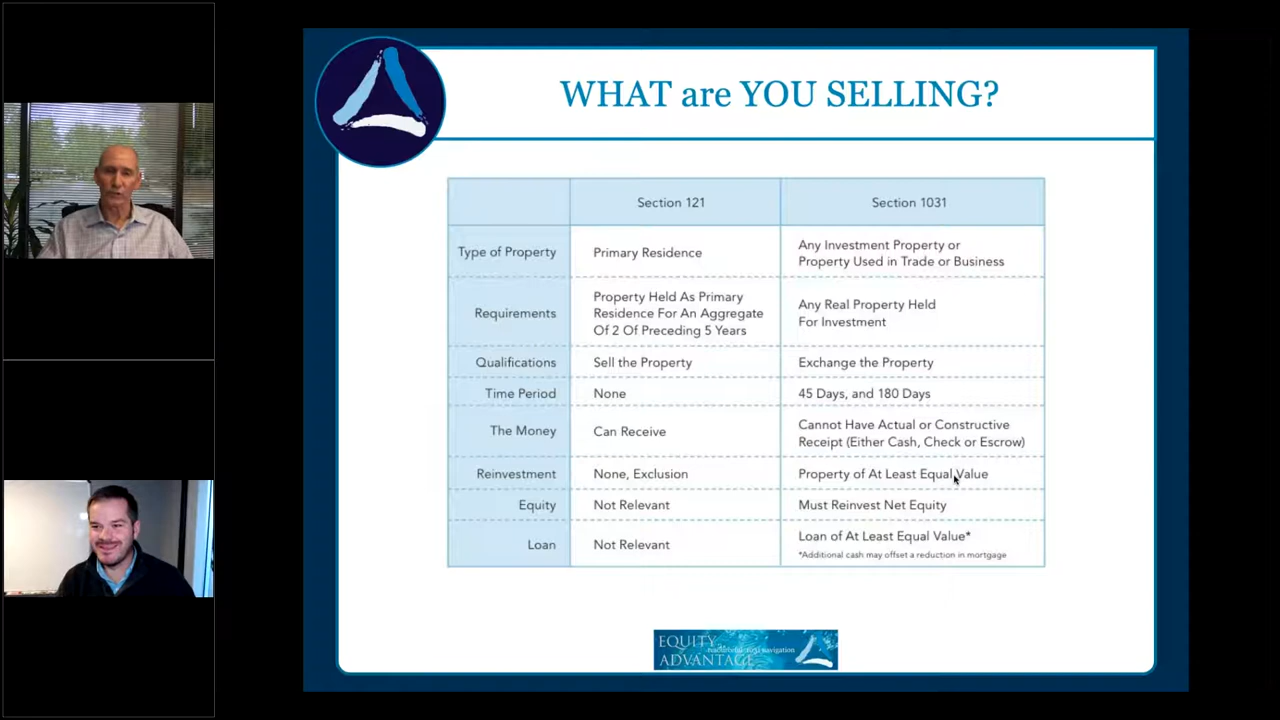 WHAT are YOU SELLING?
Section 121
Section 1031
Type of Property
Primary Residence
Any Investment Property or
Property Used in Trade or Business
Requirements
Property Held As Primary
Residence For An Aggregate
Of 2 Of Preceding 5 Years
Any Real Property Held
For Investment
Qualifications
Sell the Property
Exchange the Property
Time Period
None
45 Days, and 180 Days
The Money
Can Receive
Cannot Have Actual or Constructive
Receipt (Either Cash, Check or Escrow)
Reinvestment
None, Exclusion
Property of At Least Equal Value
Equity
Not Relevant
Must Reinvest Net Equity
Loan
Not Relevant
Loan of At Least Equal Value*
*Additional cash may offset a reduction in mortgage
EQUITY
navigation
ADVANTAGE